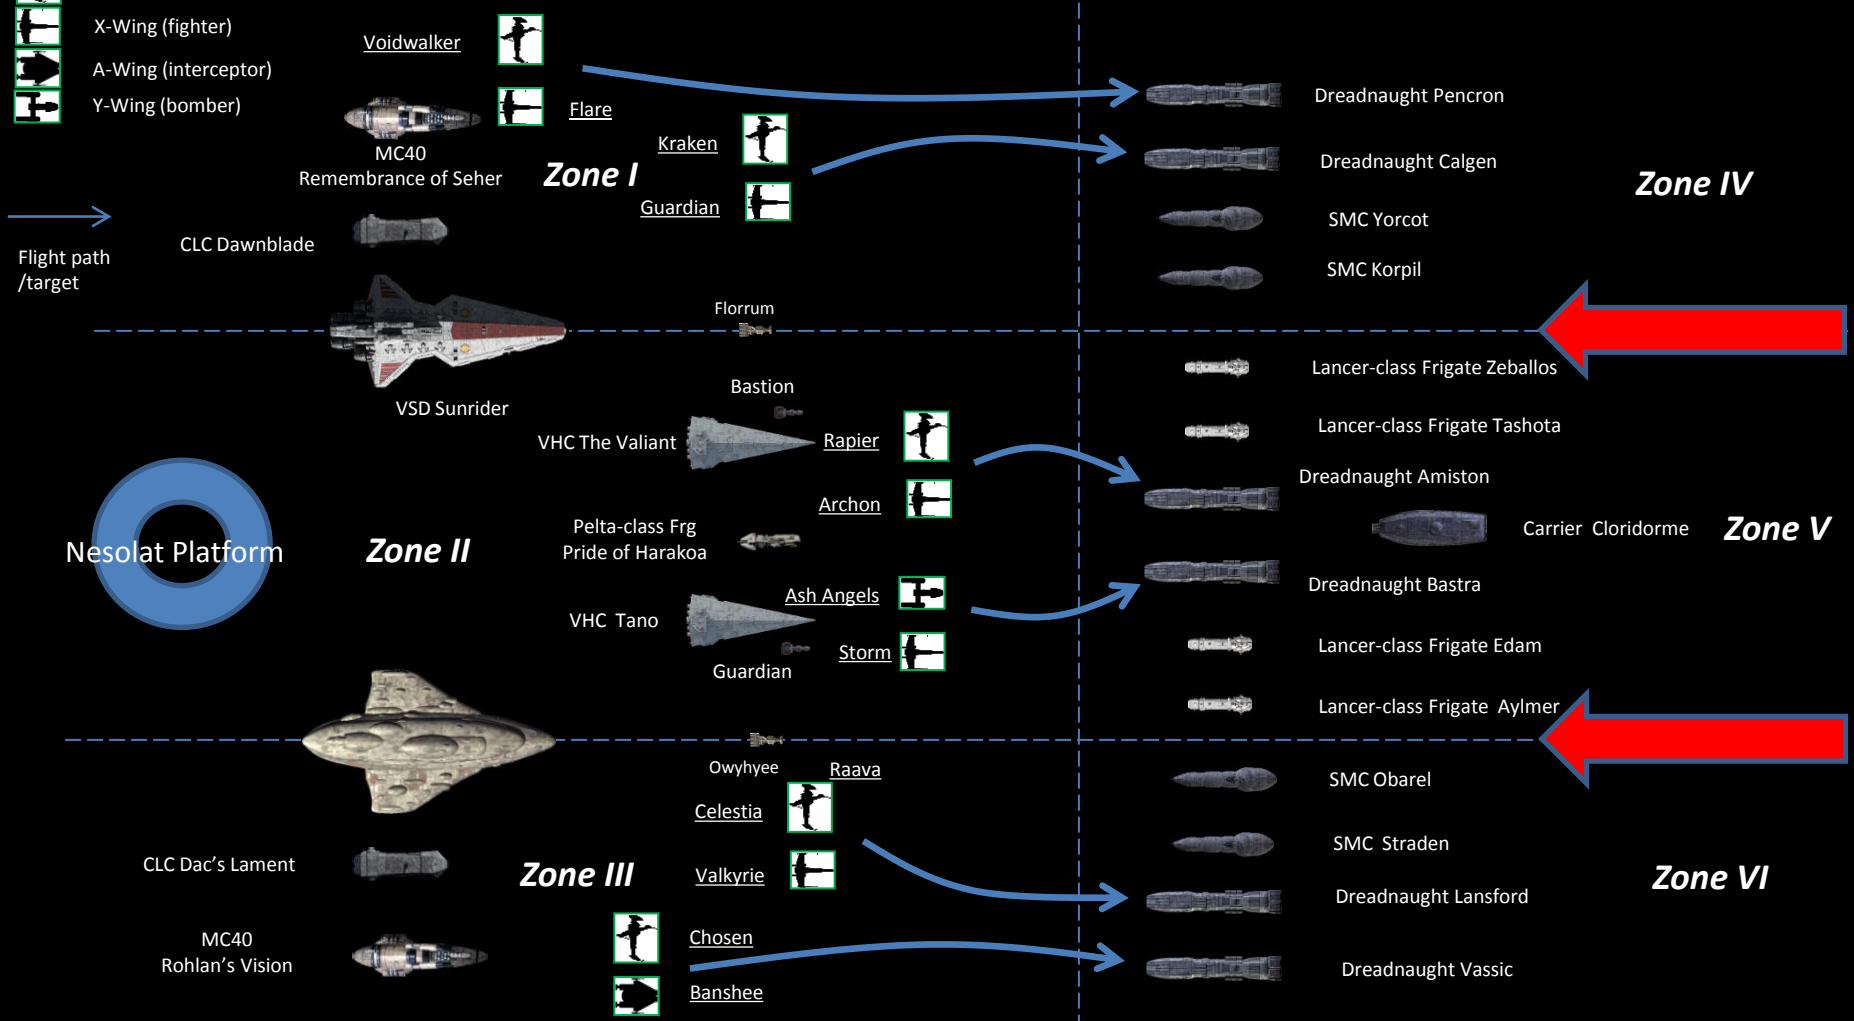 X-Wing (fighter)
A-Wing (interceptor)
Y-Wing (bomber)
Flight path
/target
Voidwalker
Flare
MC40
Remembrance of Seher
Zone I
Kraken
Guardian
CLC Dawnblade
Florrum
VSD Sunrider
Dreadnaught Pencron
Dreadnaught Calgen
SMC Yorcot
SMC Korpil
Zone IV
Nesolat Platform
Zone II
Bastion
VHC The Valiant
Rapier
Archon
Pelta-class Frg
Pride of Harakoa
Ash Angels
VHC Tano
Storm
Guardian
Lancer-class Frigate Zeballos
Lancer-class Frigate Tashota
Dreadnaught Amiston
Carrier Cloridorme
Zone V
Dreadnaught Bastra
Lancer-class Frigate Edam
Lancer-class Frigate Aylmer
Owyhyee
Raava
Celestia
Valkyrie
CLC Dac's Lament
Zone III
MC40
Rohlan's Vision
Chosen
Banshee
SMC Obarel
SMC Straden
Dreadnaught Lansford
Dreadnaught Vassic
Zone VI